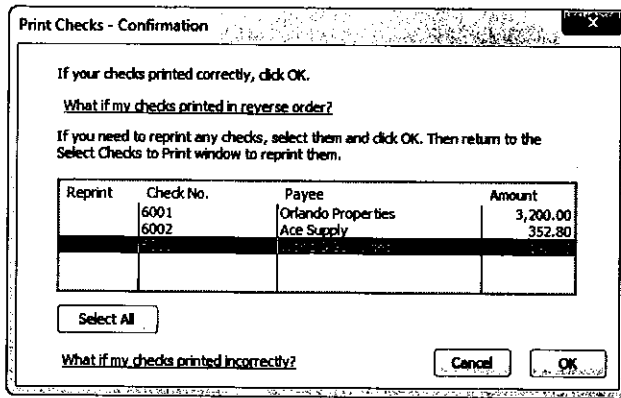 Print Checks - Confirmation
X
If your checks printed correctly, click OK.
What if my checks printed in reverse order?
If you need to reprint any checks, select them and click OK. Then return to the
Select Checks to Print window to reprint them.
Reprint Check No. Payee Amount
6001 Orlando Properties 3,200.00
6002 Ace Supply 352.80
Select All
What if my checks printed incorrectly?
Cancel OK